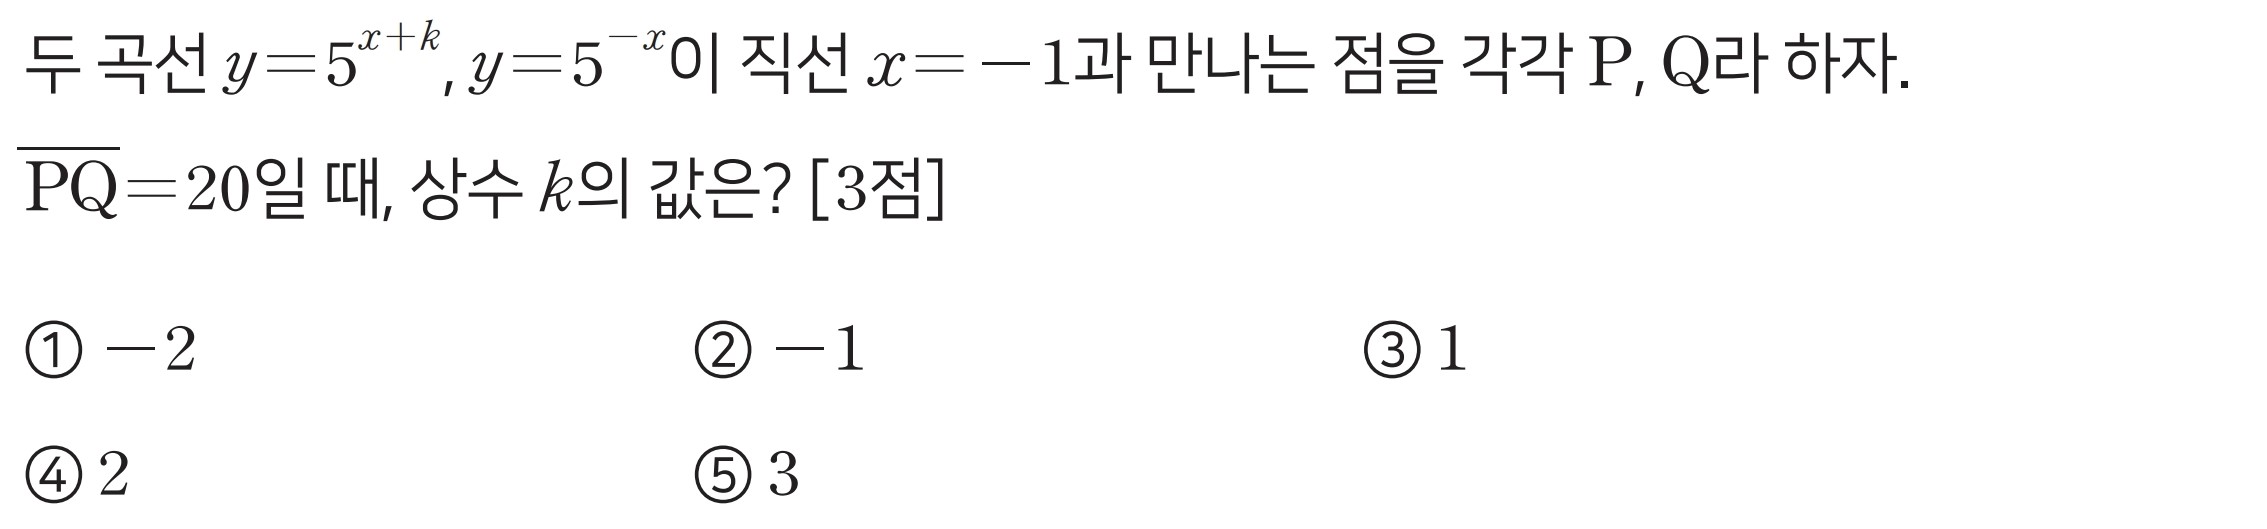 두 곡선 $y=5^{x+k}$, $y=5^{-x}$이 직선 $x=-1$과 만나는 점을 각각 P, Q라 하자.
$\overline{\mathrm{PQ}}=20$일 때, 상수 $k$의 값은? [3점]
① $-2$ ② $-1$ ③ $1$
④ $2$ ⑤ $3$